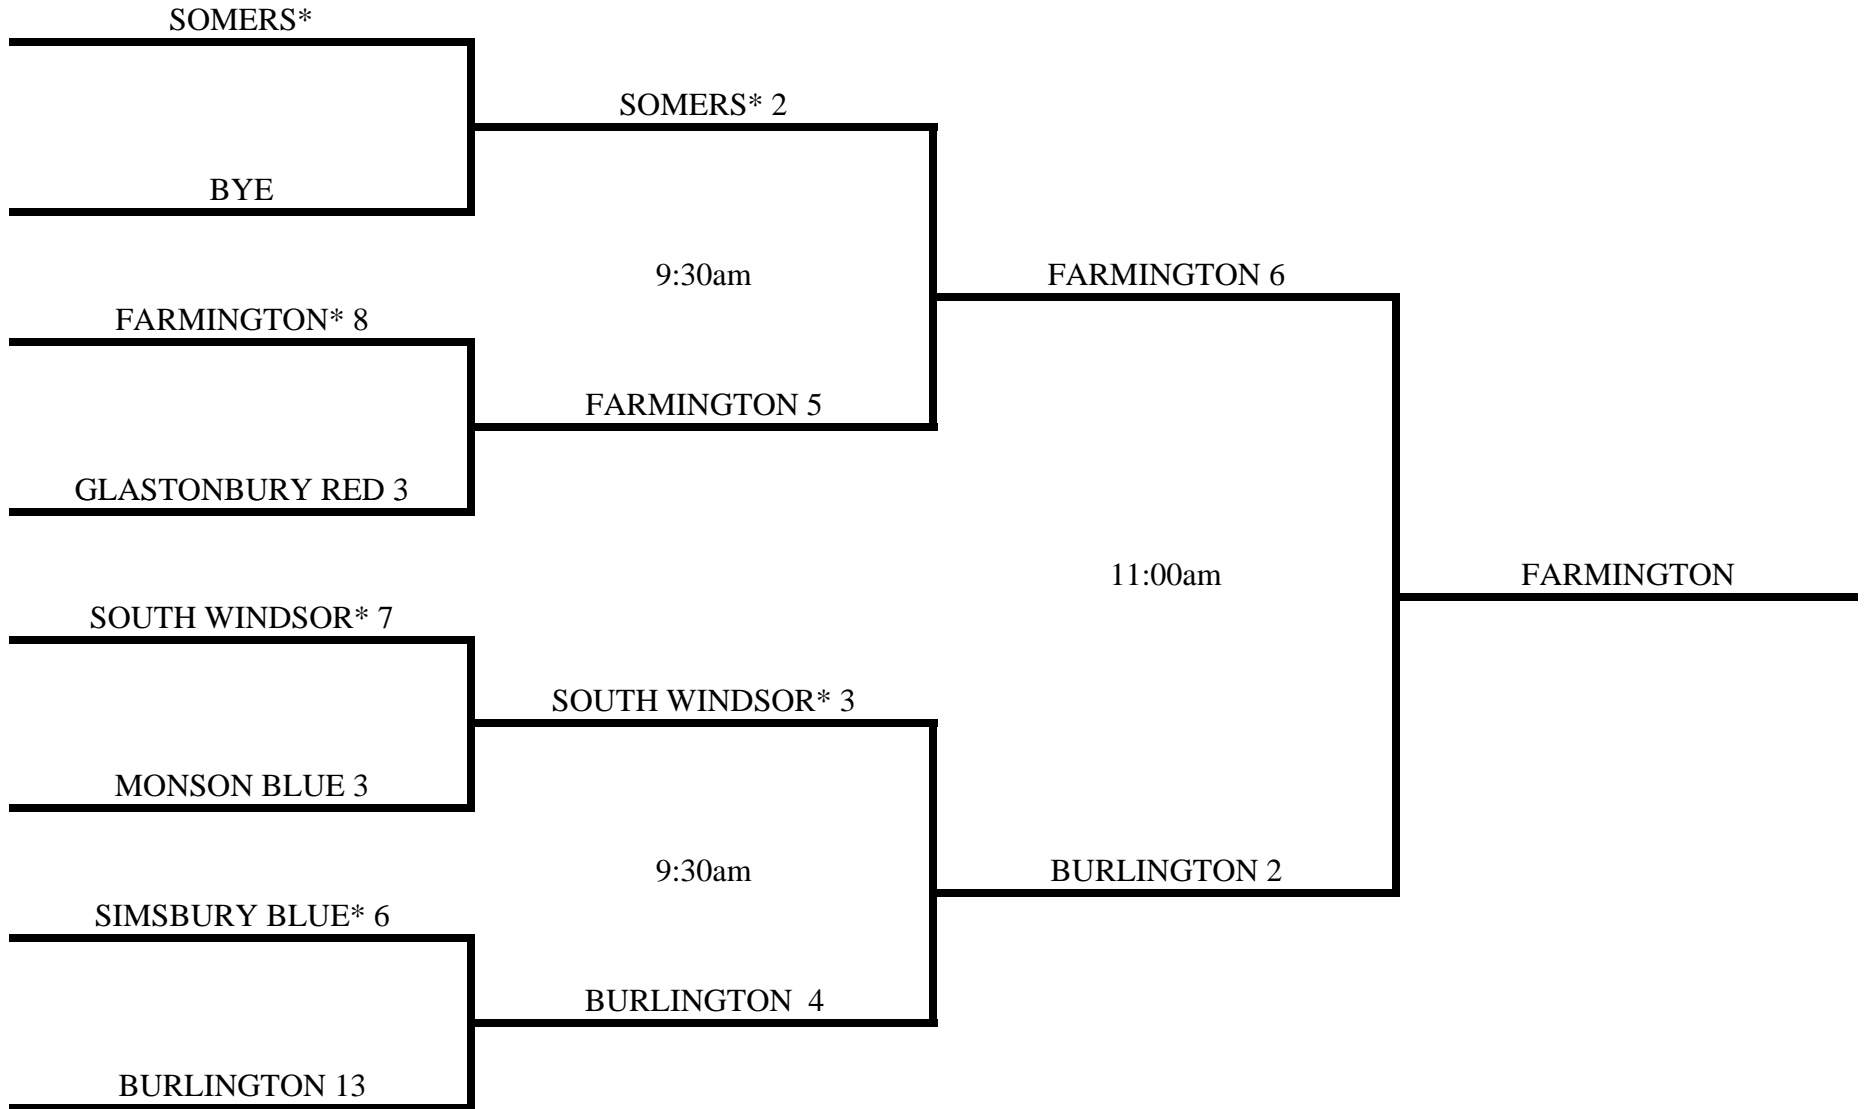 SOMERS*
SOMERS* 2
BYE
9:30am
FARMINGTON 6
FARMINGTON* 8
FARMINGTON 5
GLASTONBURY RED 3
11:00am
FARMINGTON
SOUTH WINDSOR* 7
SOUTH WINDSOR* 3
MONSON BLUE 3
9:30am
BURLINGTON 2
SIMSBURY BLUE* 6
BURLINGTON  4
BURLINGTON 13